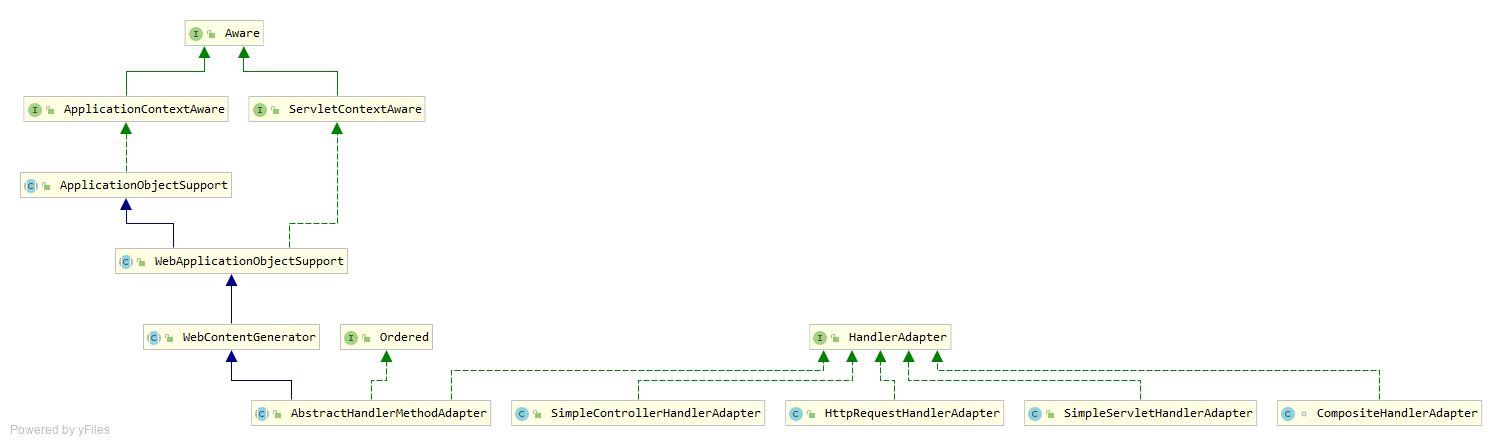 I Aware
I ApplicationContextAware
I ServletContextAware
C ApplicationObjectSupport
C WebApplicationObjectSupport
C WebContentGenerator
I Ordered
I HandlerAdapter
C AbstractHandlerMethodAdapter
C SimpleControllerHandlerAdapter
C HttpRequestHandlerAdapter
C SimpleServletHandlerAdapter
C CompositeHandlerAdapter
Powered by yFiles